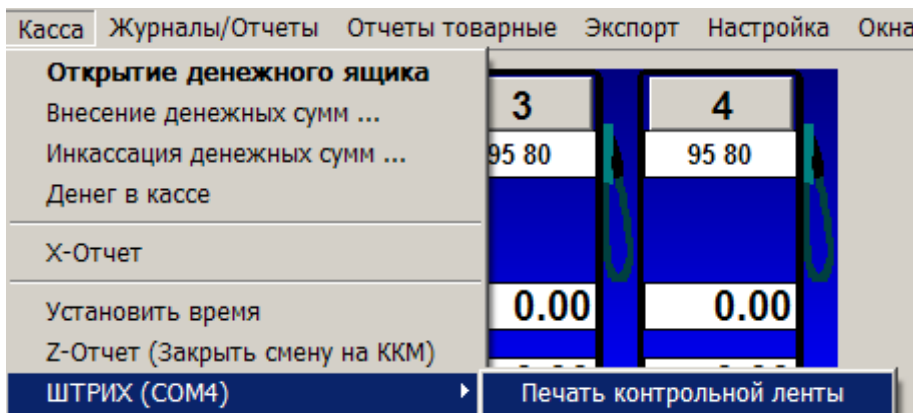 Касса Журналы/Отчеты Отчеты товарные Экспорт Настройка Окна
Открытие денежного ящика
Внесение денежных сумм ...
Инкассация денежных сумм ...
Денег в кассе
Х-Отчет
Установить время
Z-Отчет (Закрыть смену на ККМ)
ШТРИХ (COM4)
Печать контрольной ленты
3
95 80
0.00
4
95 80
0.00